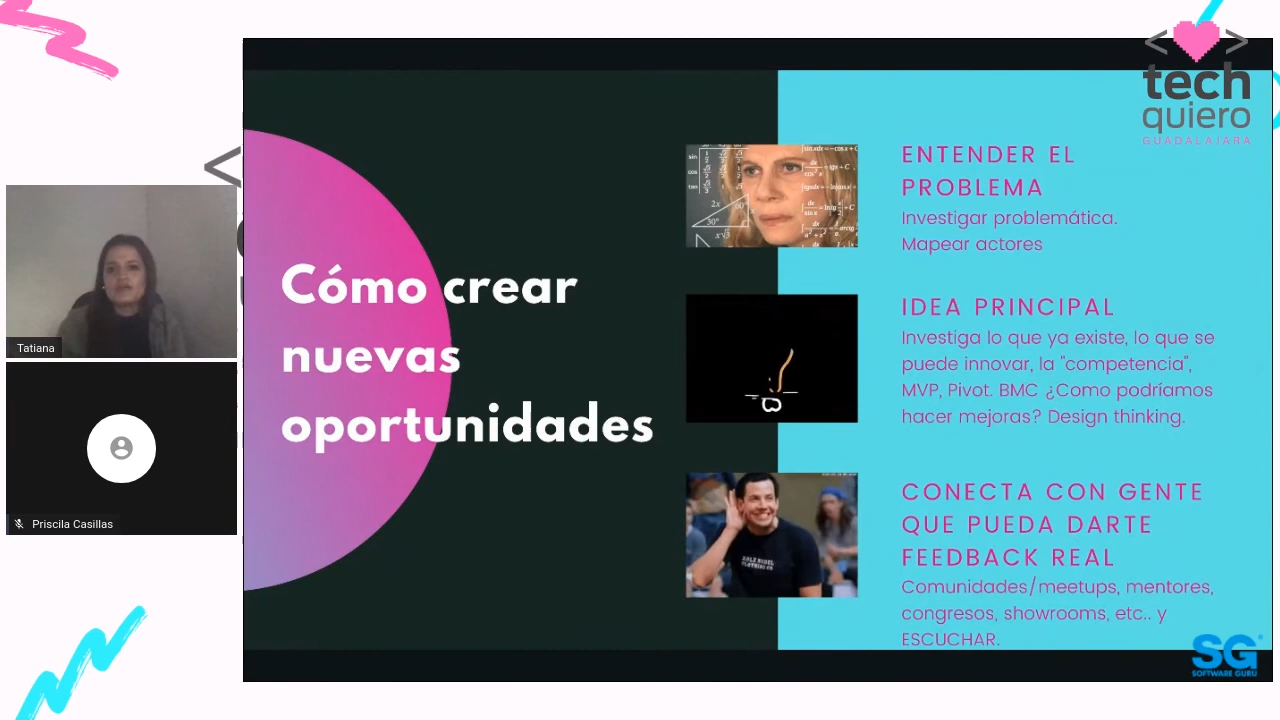 tech
quiero
GUADALAJARA
Cómo crear
nuevas
oportunidades
ENTENDER EL
PROBLEMA
Investigar problemática.
Mapear actores
IDEA PRINCIPAL
Investiga lo que ya existe, lo que se
puede innovar, la "competencia",
MVP, Pivot. BMC ¿Como podríamos
hacer mejoras? Design thinking.
CONECTA CON GENTE
QUE PUEDA DARTE
FEEDBACK REAL
Comunidades/meetups, mentores,
congresos, showrooms, etc.. y
ESCUCHAR.
Tatiana
Priscila Casillas
SG
SOFTWARE GURU